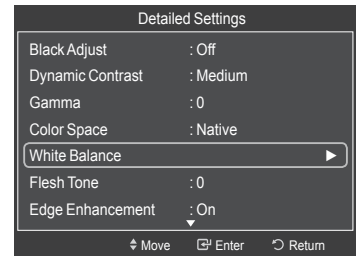 Detailed Settings
Black Adjust : Off
Dynamic Contrast : Medium
Gamma : 0
Color Space : Native
White Balance ►
Flesh Tone : 0
Edge Enhancement : On
▼
Move Enter Return